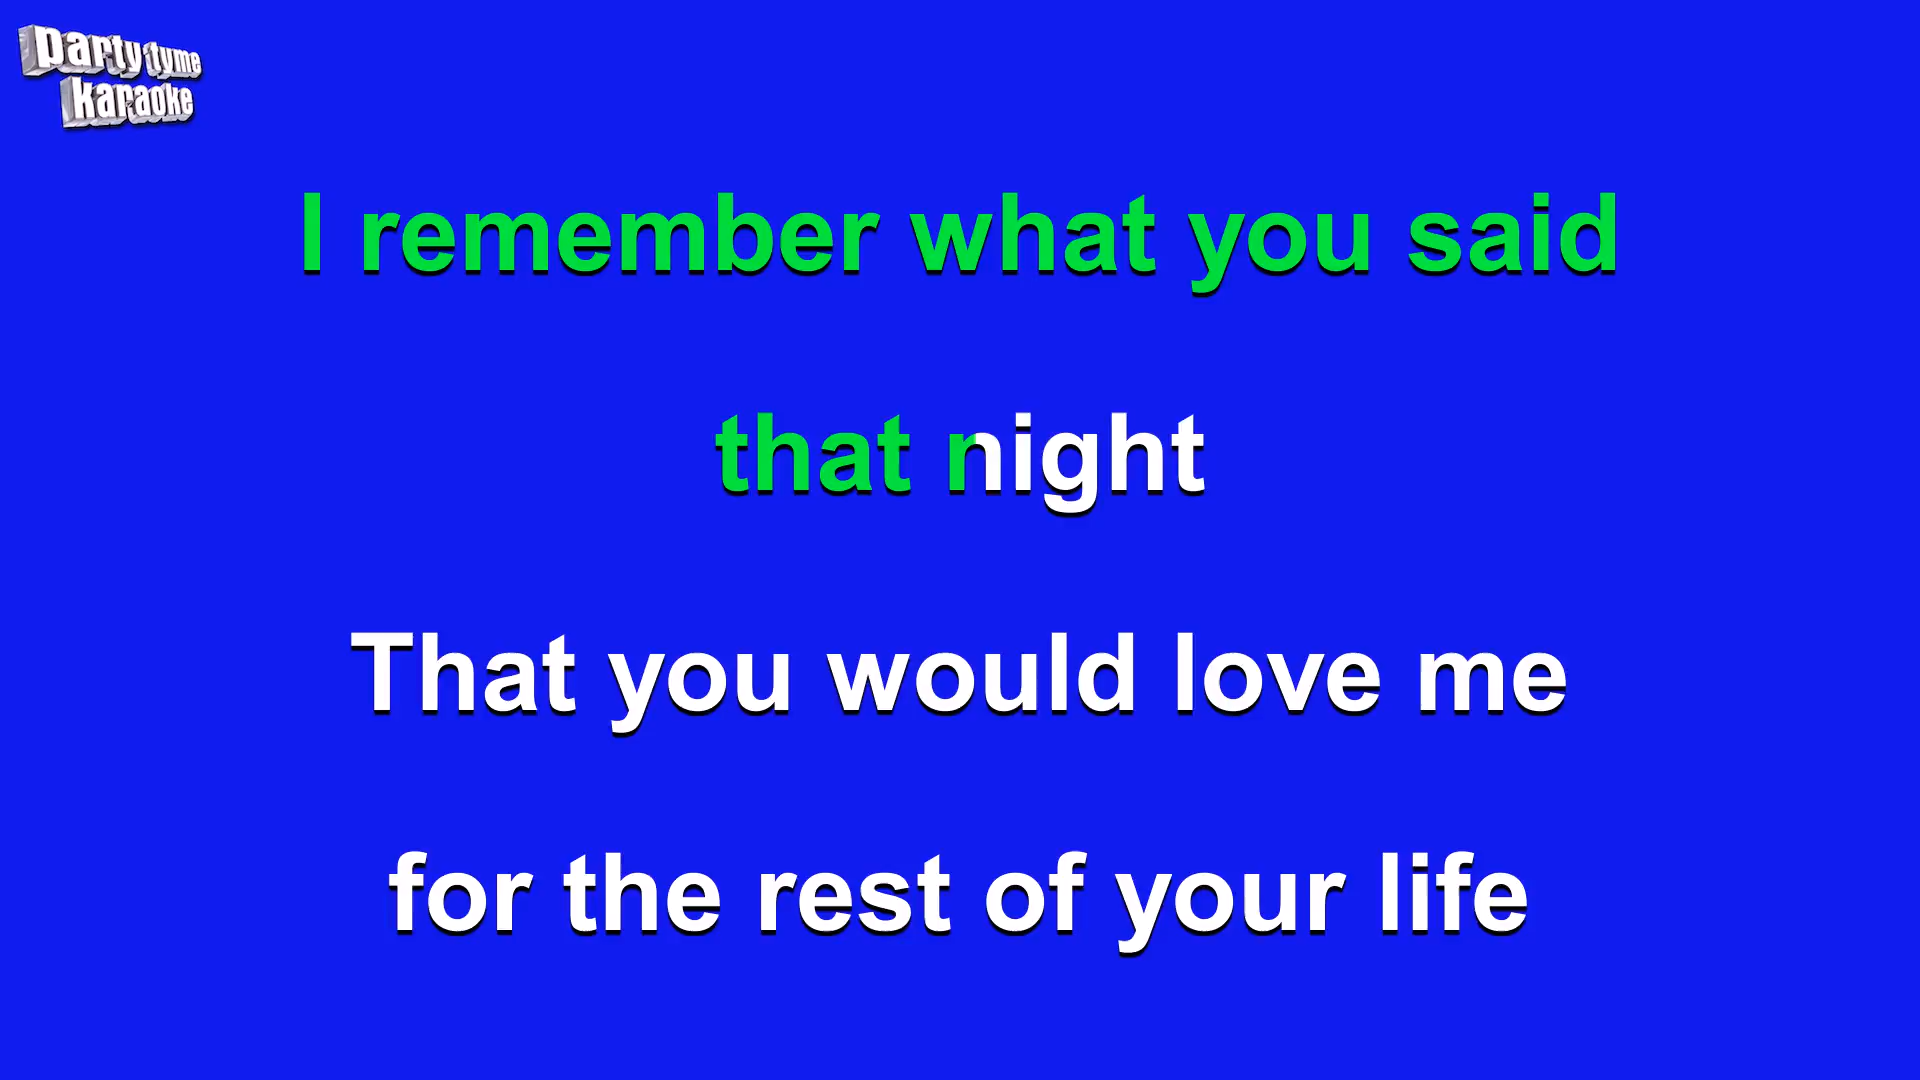 party tyme
karaoke
I remember what you said
that night
That you would love me
for the rest of your life